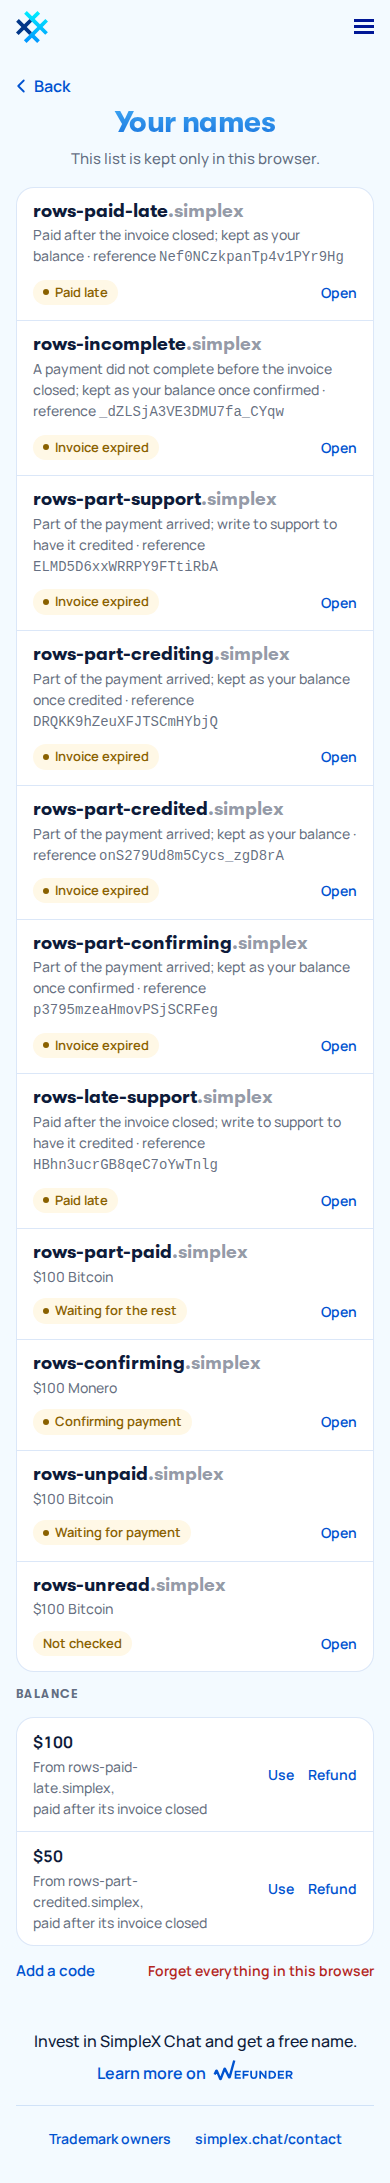 Back
Your names
This list is kept only in this browser.
rows-paid-late.simplex
Paid after the invoice closed; kept as your
balance · reference Nef0NCzkpanTp4v1PYr9Hg
Paid late
Open
rows-incomplete.simplex
A payment did not complete before the invoice
closed; kept as your balance once confirmed ·
reference _dZLSjA3VE3DMU7fa_CYqw
Invoice expired
Open
rows-part-support.simplex
Part of the payment arrived; write to support to
have it credited · reference
ELMD5D6xxWRRPY9FTtiRbA
Invoice expired
Open
rows-part-crediting.simplex
Part of the payment arrived; kept as your balance
once credited · reference
DRQKK9hZeuXFJTSCmHYbjQ
Invoice expired
Open
rows-part-credited.simplex
Part of the payment arrived; kept as your balance ·
reference onS279Ud8m5Cycs_zgD8rA
Invoice expired
Open
rows-part-confirming.simplex
Part of the payment arrived; kept as your balance
once confirmed · reference
p3795mzeaHmovPSjSCRFeg
Invoice expired
Open
rows-late-support.simplex
Paid after the invoice closed; write to support to
have it credited · reference
HBhn3ucrGB8qeC7oYwTnlg
Paid late
Open
rows-part-paid.simplex
$100 Bitcoin
Waiting for the rest
Open
rows-confirming.simplex
$100 Monero
Confirming payment
Open
rows-unpaid.simplex
$100 Bitcoin
Waiting for payment
Open
rows-unread.simplex
$100 Bitcoin
Not checked
Open
BALANCE
$100
From rows-paid-
late.simplex,
paid after its invoice closed
Use Refund
$50
From rows-part-
credited.simplex,
paid after its invoice closed
Use Refund
Add a code
Forget everything in this browser
Invest in SimpleX Chat and get a free name.
Learn more on WEFUNDER
Trademark owners
simplex.chat/contact